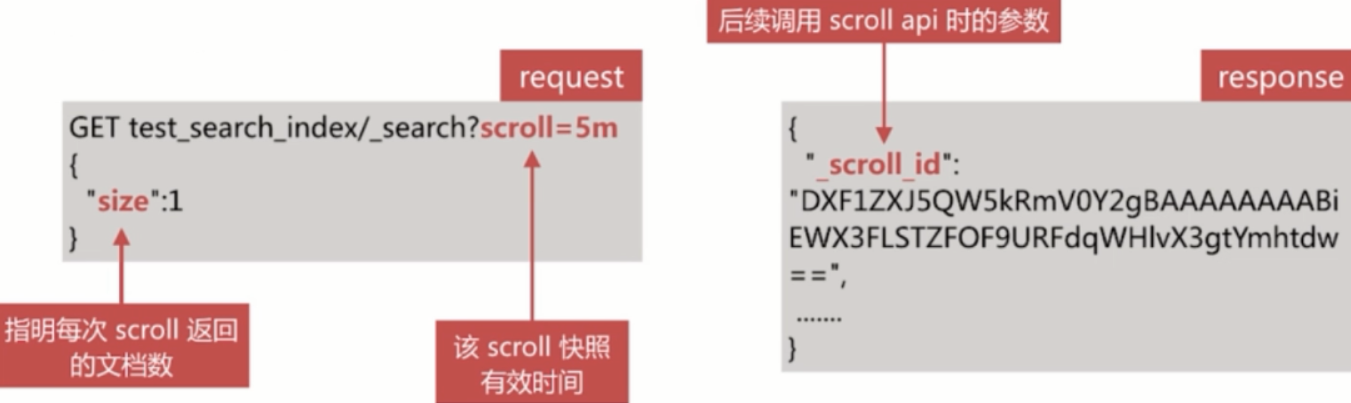 request
GET test_search_index/_search?scroll=5m
{
"size":1
}
指明每次 scroll 返回
的文档数
该 scroll 快照
有效时间
后续调用 scroll api 时的参数
response
{
"_scroll_id":
"DXF1ZXJ5QW5kRmV0Y2gBAAAAAAAABi
EWX3FLSTZFOF9URFdqWHlvX3gtYmhtdw
==",
.......
}